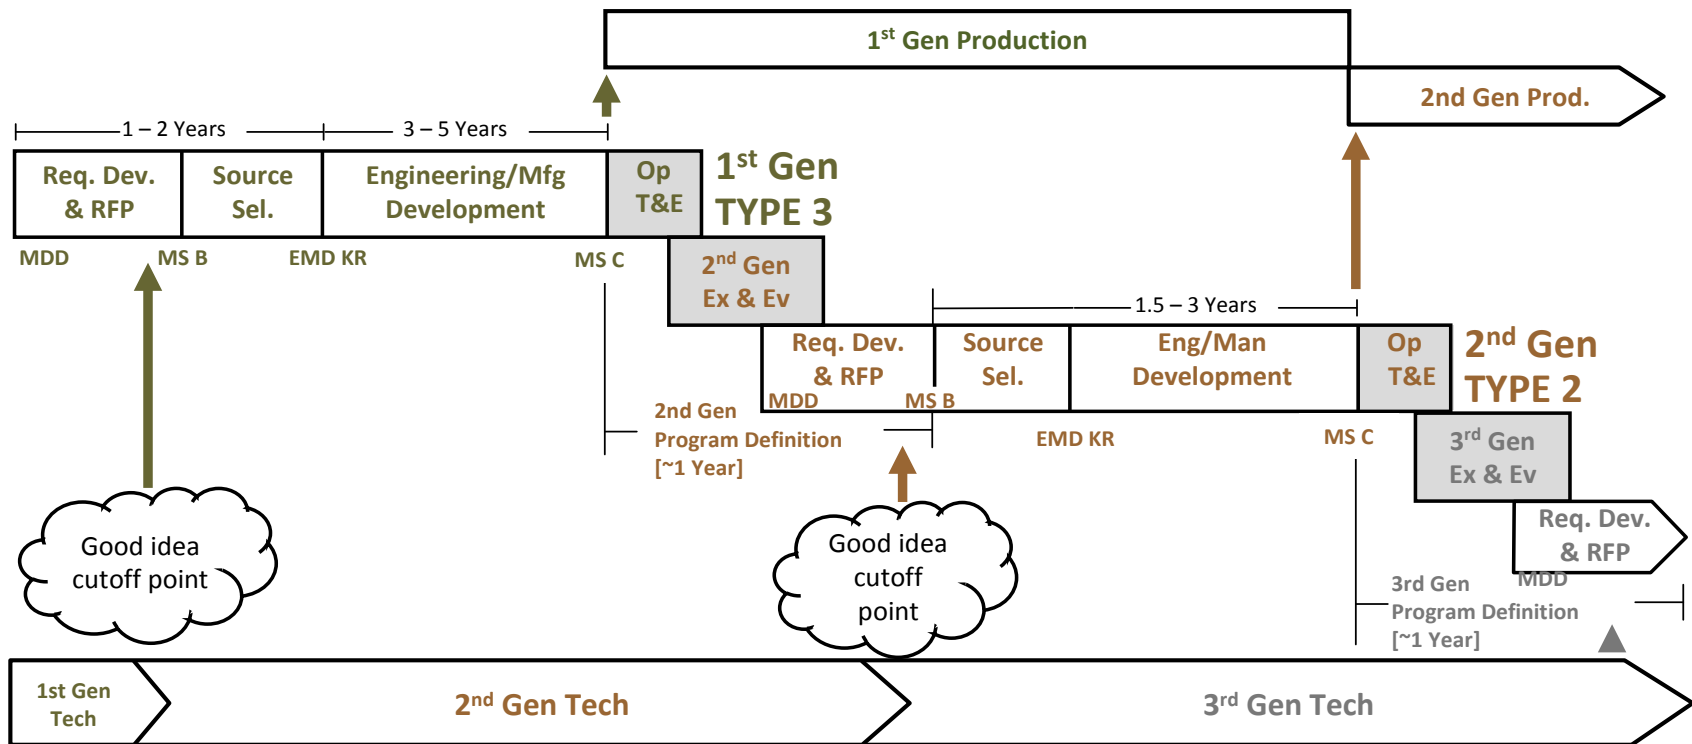 1st Gen Production
2nd Gen Prod.
1 – 2 Years
3 – 5 Years
Req. Dev.
& RFP
Source
Sel.
Engineering/Mfg
Development
Op
T&E
1st Gen
TYPE 3
MDD
MS B
EMD KR
MS C
2nd Gen
Ex & Ev
1.5 – 3 Years
Req. Dev.
& RFP
Source
Sel.
Eng/Man
Development
Op
T&E
2nd Gen
TYPE 2
MDD
MS B
EMD KR
MS C
2nd Gen
Program Definition
[~1 Year]
3rd Gen
Ex & Ev
Req. Dev.
& RFP
MDD
3rd Gen
Program Definition
[~1 Year]
Good idea
cutoff point
Good idea
cutoff
point
1st Gen
Tech
2nd Gen Tech
3rd Gen Tech